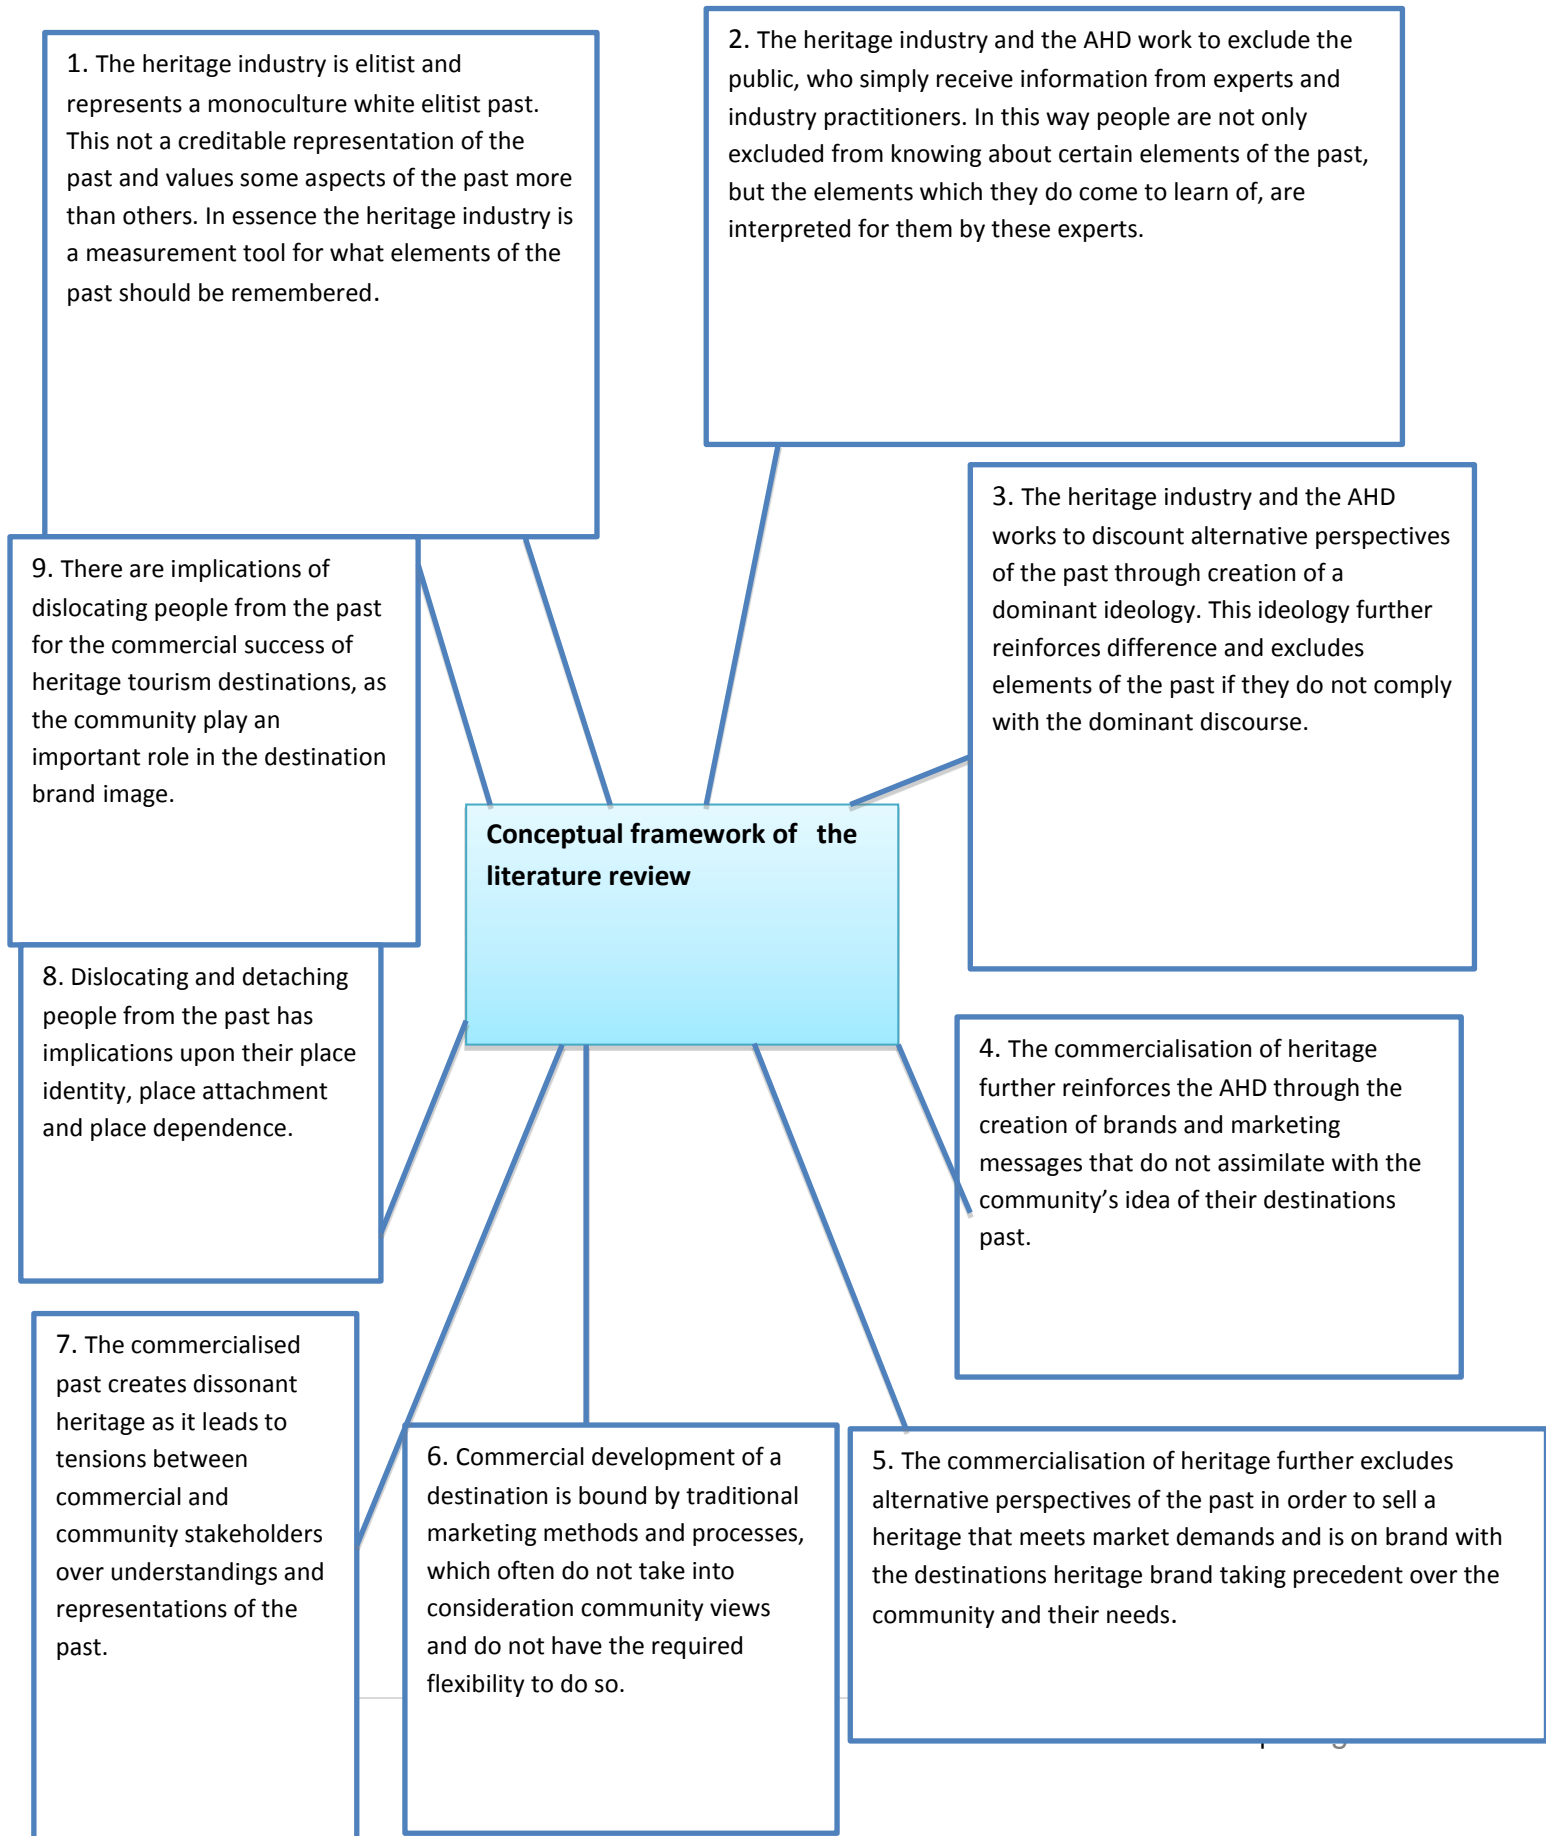 1. The heritage industry is elitist and
represents a monoculture white elitist past.
This not a creditable representation of the
past and values some aspects of the past more
than others. In essence the heritage industry is
a measurement tool for what elements of the
past should be remembered.
2. The heritage industry and the AHD work to exclude the
public, who simply receive information from experts and
industry practitioners. In this way people are not only
excluded from knowing about certain elements of the past,
but the elements which they do come to learn of, are
interpreted for them by these experts.
3. The heritage industry and the AHD
works to discount alternative perspectives
of the past through creation of a
dominant ideology. This ideology further
reinforces difference and excludes
elements of the past if they do not comply
with the dominant discourse.
9. There are implications of
dislocating people from the past
for the commercial success of
heritage tourism destinations, as
the community play an
important role in the destination
brand image.
Conceptual framework of the
literature review
8. Dislocating and detaching
people from the past has
implications upon their place
identity, place attachment
and place dependence.
4. The commercialisation of heritage
further reinforces the AHD through the
creation of brands and marketing
messages that do not assimilate with the
community’s idea of their destinations
past.
7. The commercialised
past creates dissonant
heritage as it leads to
tensions between
commercial and
community stakeholders
over understandings and
representations of the
past.
6. Commercial development of a
destination is bound by traditional
marketing methods and processes,
which often do not take into
consideration community views
and do not have the required
flexibility to do so.
5. The commercialisation of heritage further excludes
alternative perspectives of the past in order to sell a
heritage that meets market demands and is on brand with
the destinations heritage brand taking precedent over the
community and their needs.